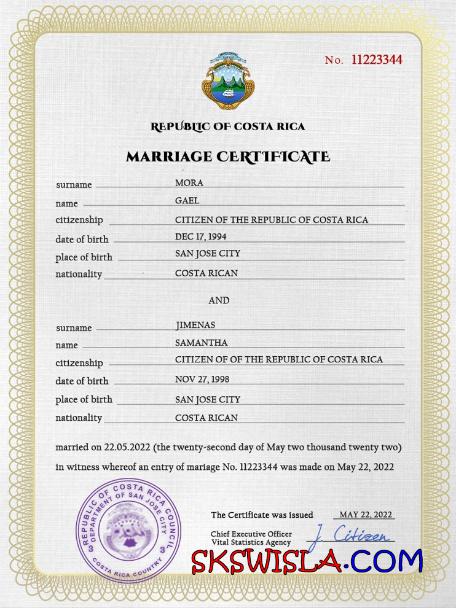 No. 11223344
REPUBLIC OF COSTA RICA
MARRIAGE CERTIFICATE
surname MORA
name GAEL
citizenship CITIZEN OF THE REPUBLIC OF COSTA RICA
date of birth DEC 17, 1994
place of birth SAN JOSE CITY
nationality COSTA RICAN
AND
surname JIMENAS
name SAMANTHA
citizenship CITIZEN OF OF THE REPUBLIC OF COSTA RICA
date of birth NOV 27, 1998
place of birth SAN JOSE CITY
nationality COSTA RICAN
married on 22.05.2022 (the twenty-second day of May two thousand twenty two)
in witness whereof an entry of mariage No. 11223344 was made on May 22, 2022
REPUBLIC OF COSTA RICA COUNCIL
DEPARTMENT OF SAN JOSE CITY
COSTA RICA COUNTRY
The Certificate was issued MAY 22, 2022
Chief Executive Officer
Vital Statistics Agency J. Citizen
SKSWISLA.COM